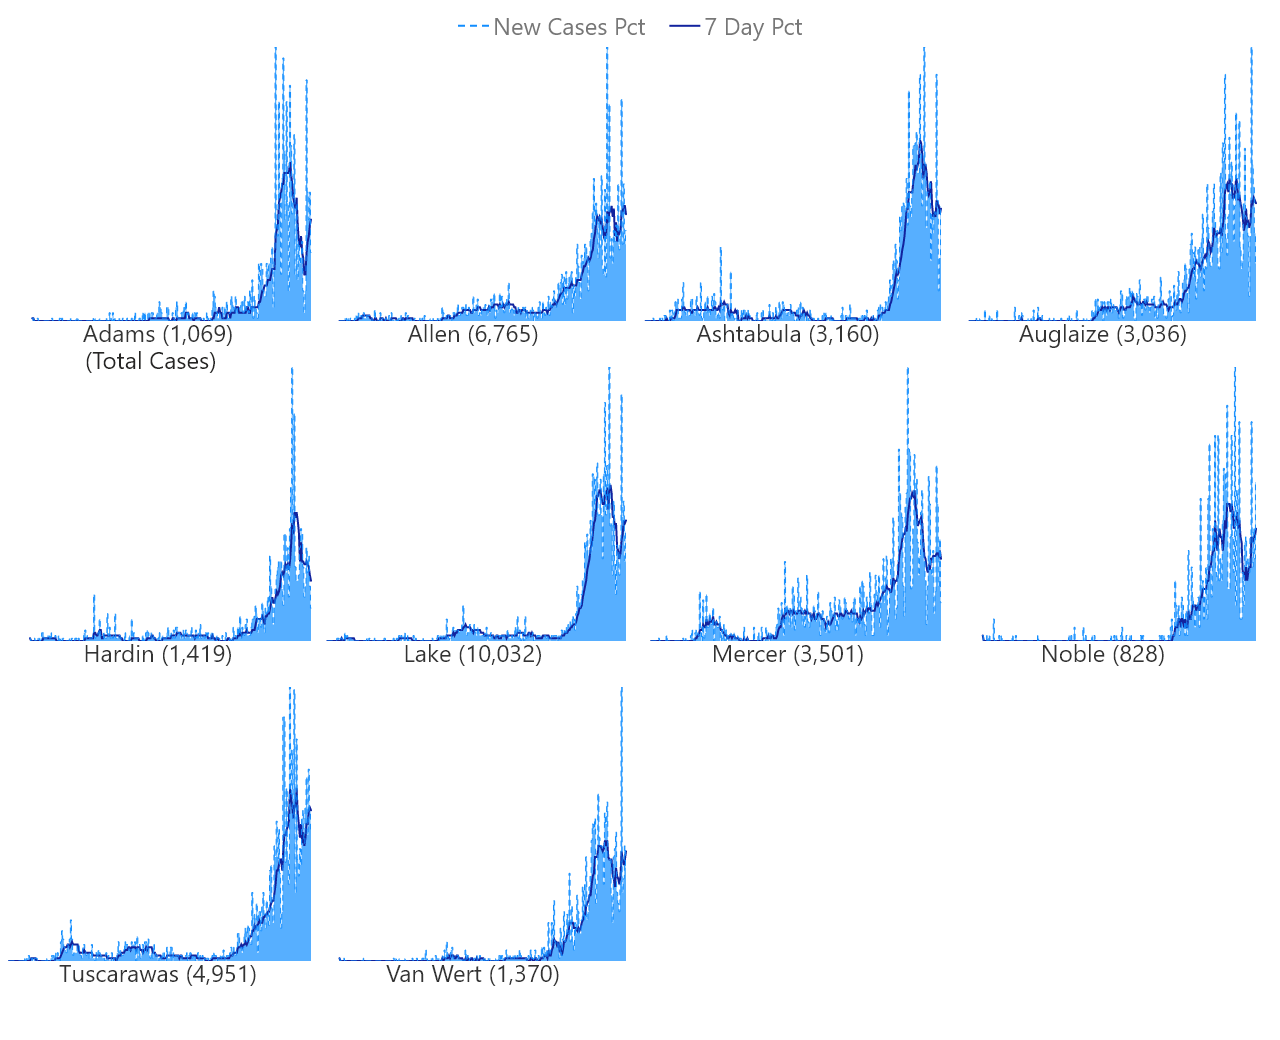 New Cases Pct 7 Day Pct
Adams (1,069)
(Total Cases)
Allen (6,765)
Ashtabula (3,160)
Auglaize (3,036)
Hardin (1,419)
Lake (10,032)
Mercer (3,501)
Noble (828)
Tuscarawas (4,951)
Van Wert (1,370)